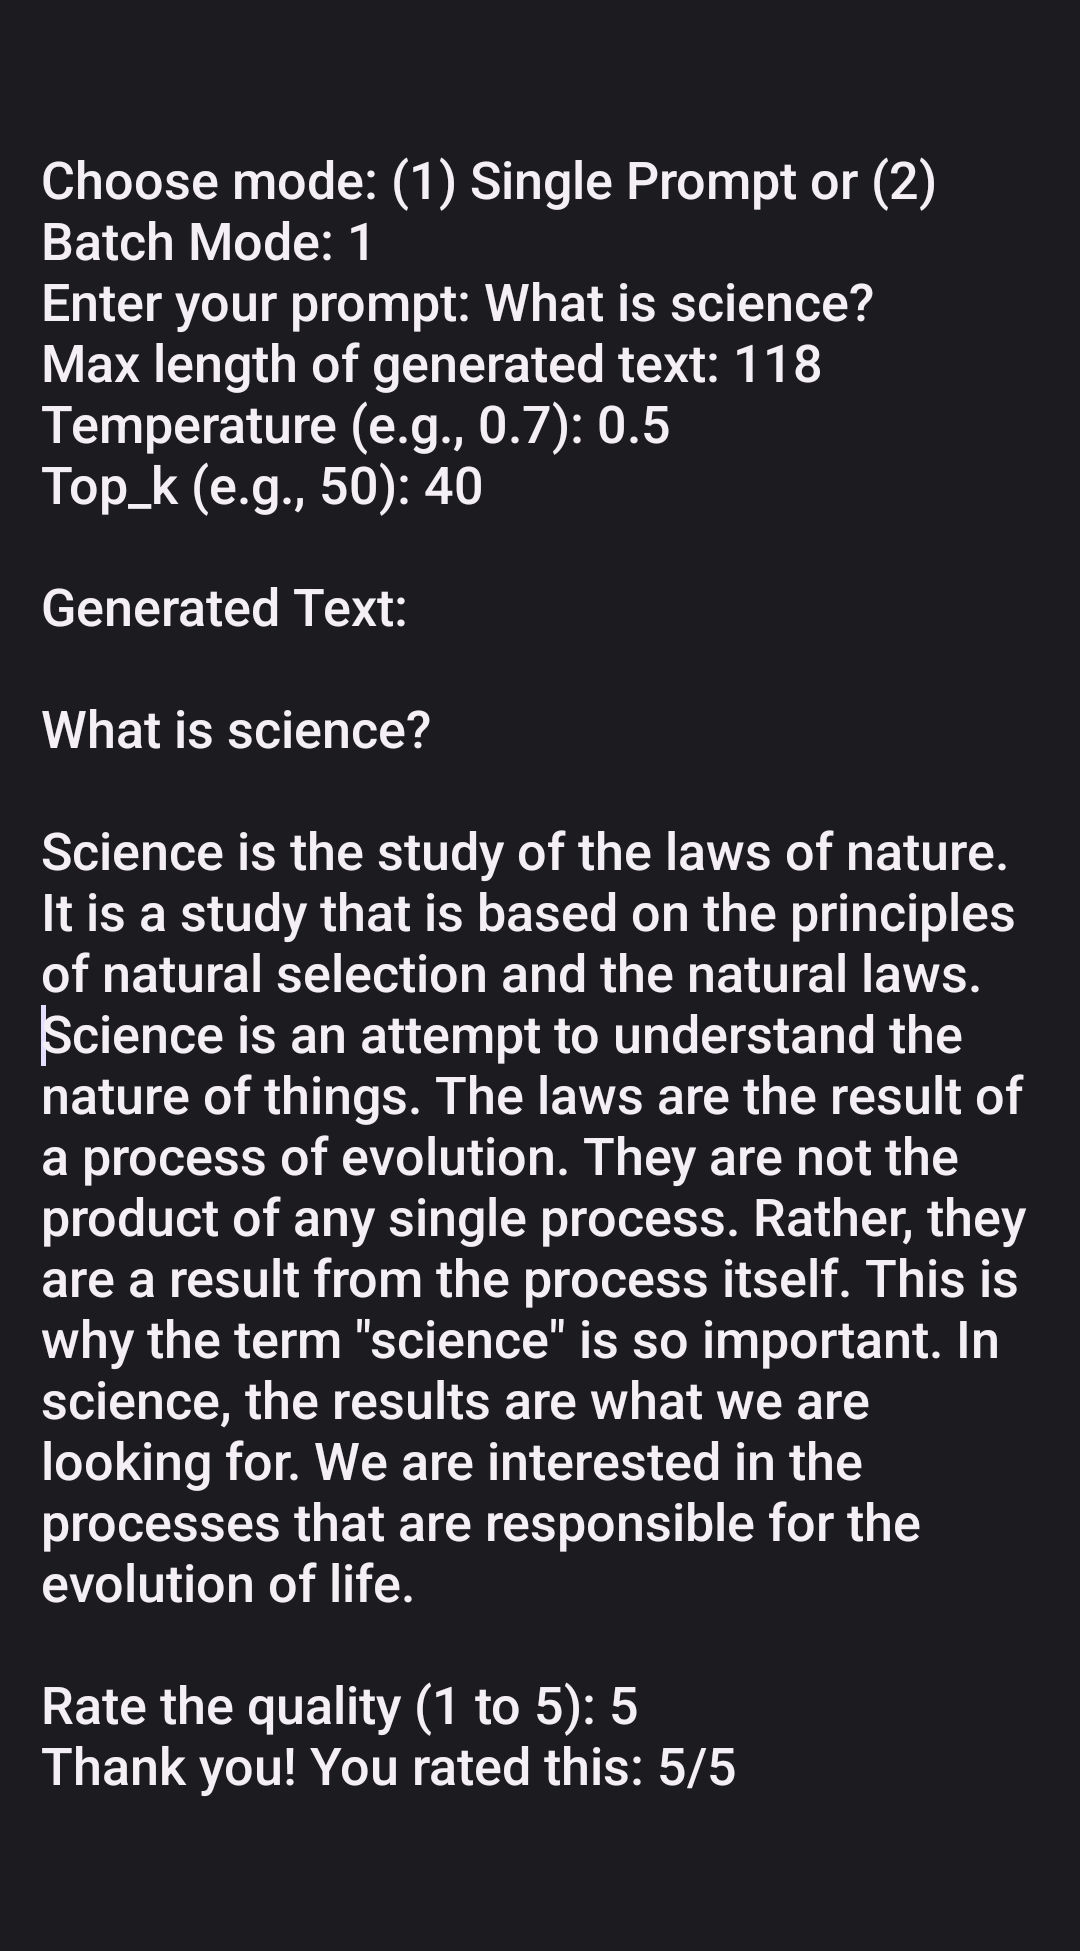 Choose mode: (1) Single Prompt or (2)
Batch Mode: 1
Enter your prompt: What is science?
Max length of generated text: 118
Temperature (e.g., 0.7): 0.5
Top_k (e.g., 50): 40
Generated Text:
What is science?
Science is the study of the laws of nature.
It is a study that is based on the principles
of natural selection and the natural laws.
Science is an attempt to understand the
nature of things. The laws are the result of
a process of evolution. They are not the
product of any single process. Rather, they
are a result from the process itself. This is
why the term "science" is so important. In
science, the results are what we are
looking for. We are interested in the
processes that are responsible for the
evolution of life.
Rate the quality (1 to 5): 5
Thank you! You rated this: 5/5